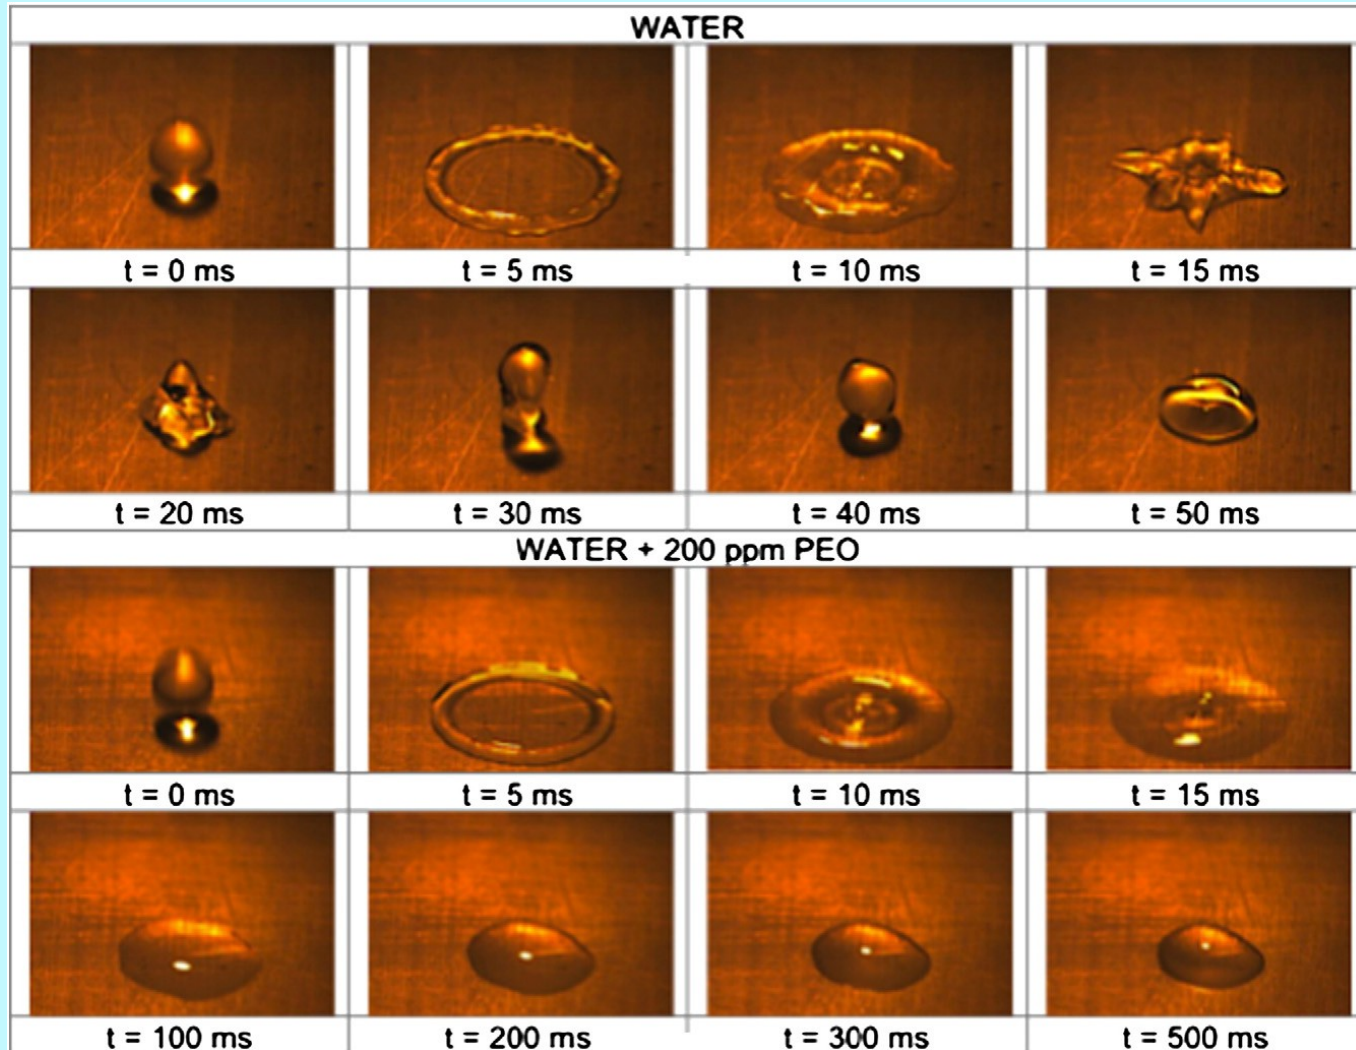 WATER
t = 0 ms t = 5 ms t = 10 ms t = 15 ms
t = 20 ms t = 30 ms t = 40 ms t = 50 ms
WATER + 200 ppm PEO
t = 0 ms t = 5 ms t = 10 ms t = 15 ms
t = 100 ms t = 200 ms t = 300 ms t = 500 ms